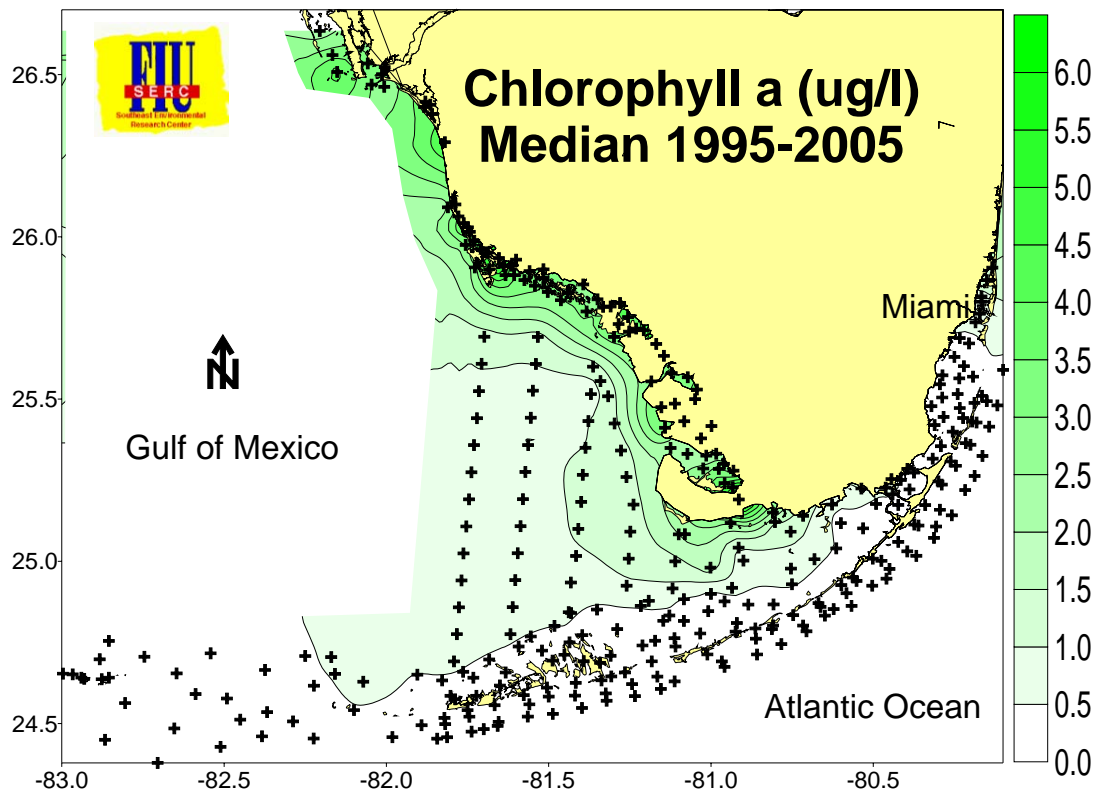 FIU
SERC
Southeast Environmental
Research Center
Chlorophyll a (ug/l)
Median 1995-2005
Miami
N
Gulf of Mexico
Atlantic Ocean
26.5
26.0
25.5
25.0
24.5
-83.0
-82.5
-82.0
-81.5
-81.0
-80.5
6.0
5.5
5.0
4.5
4.0
3.5
3.0
2.5
2.0
1.5
1.0
0.5
0.0